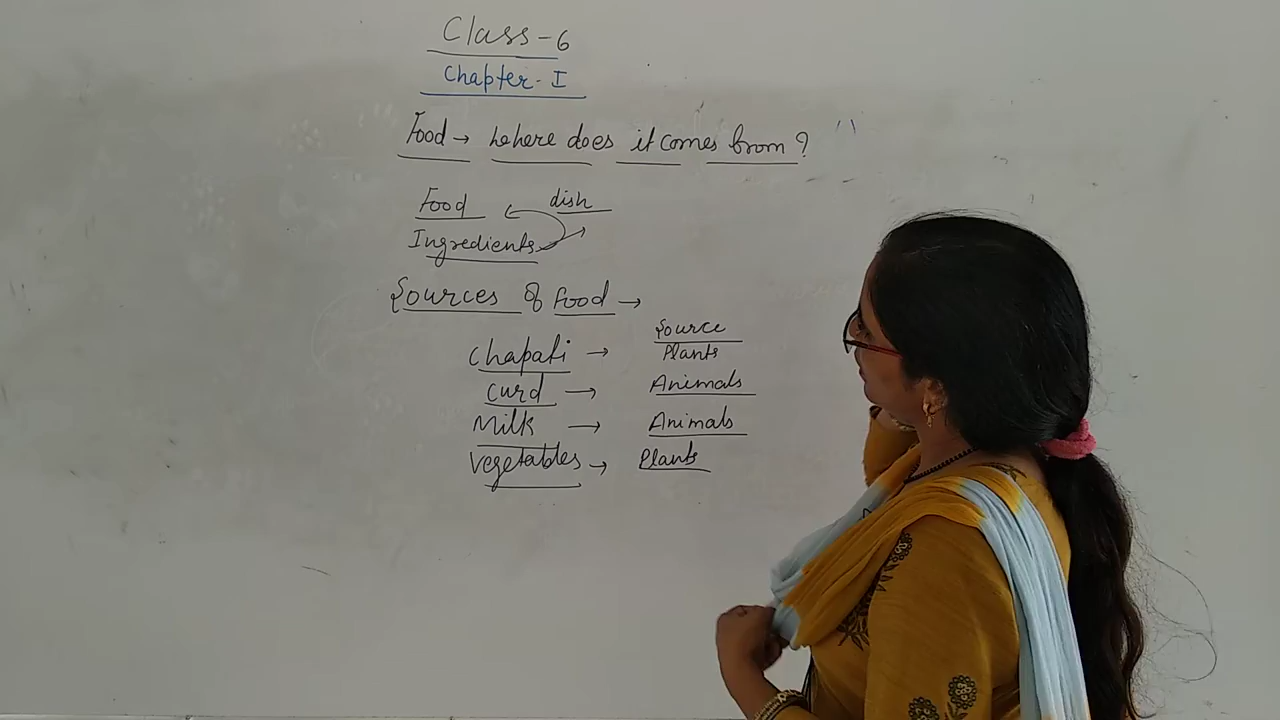 Class-6
Chapter-I
Food → Where does it comes from?
Food dish
Ingredients
Sources of Food →
Source
Chapati → Plants
Curd → Animals
Milk → Animals
Vegetables → Plants